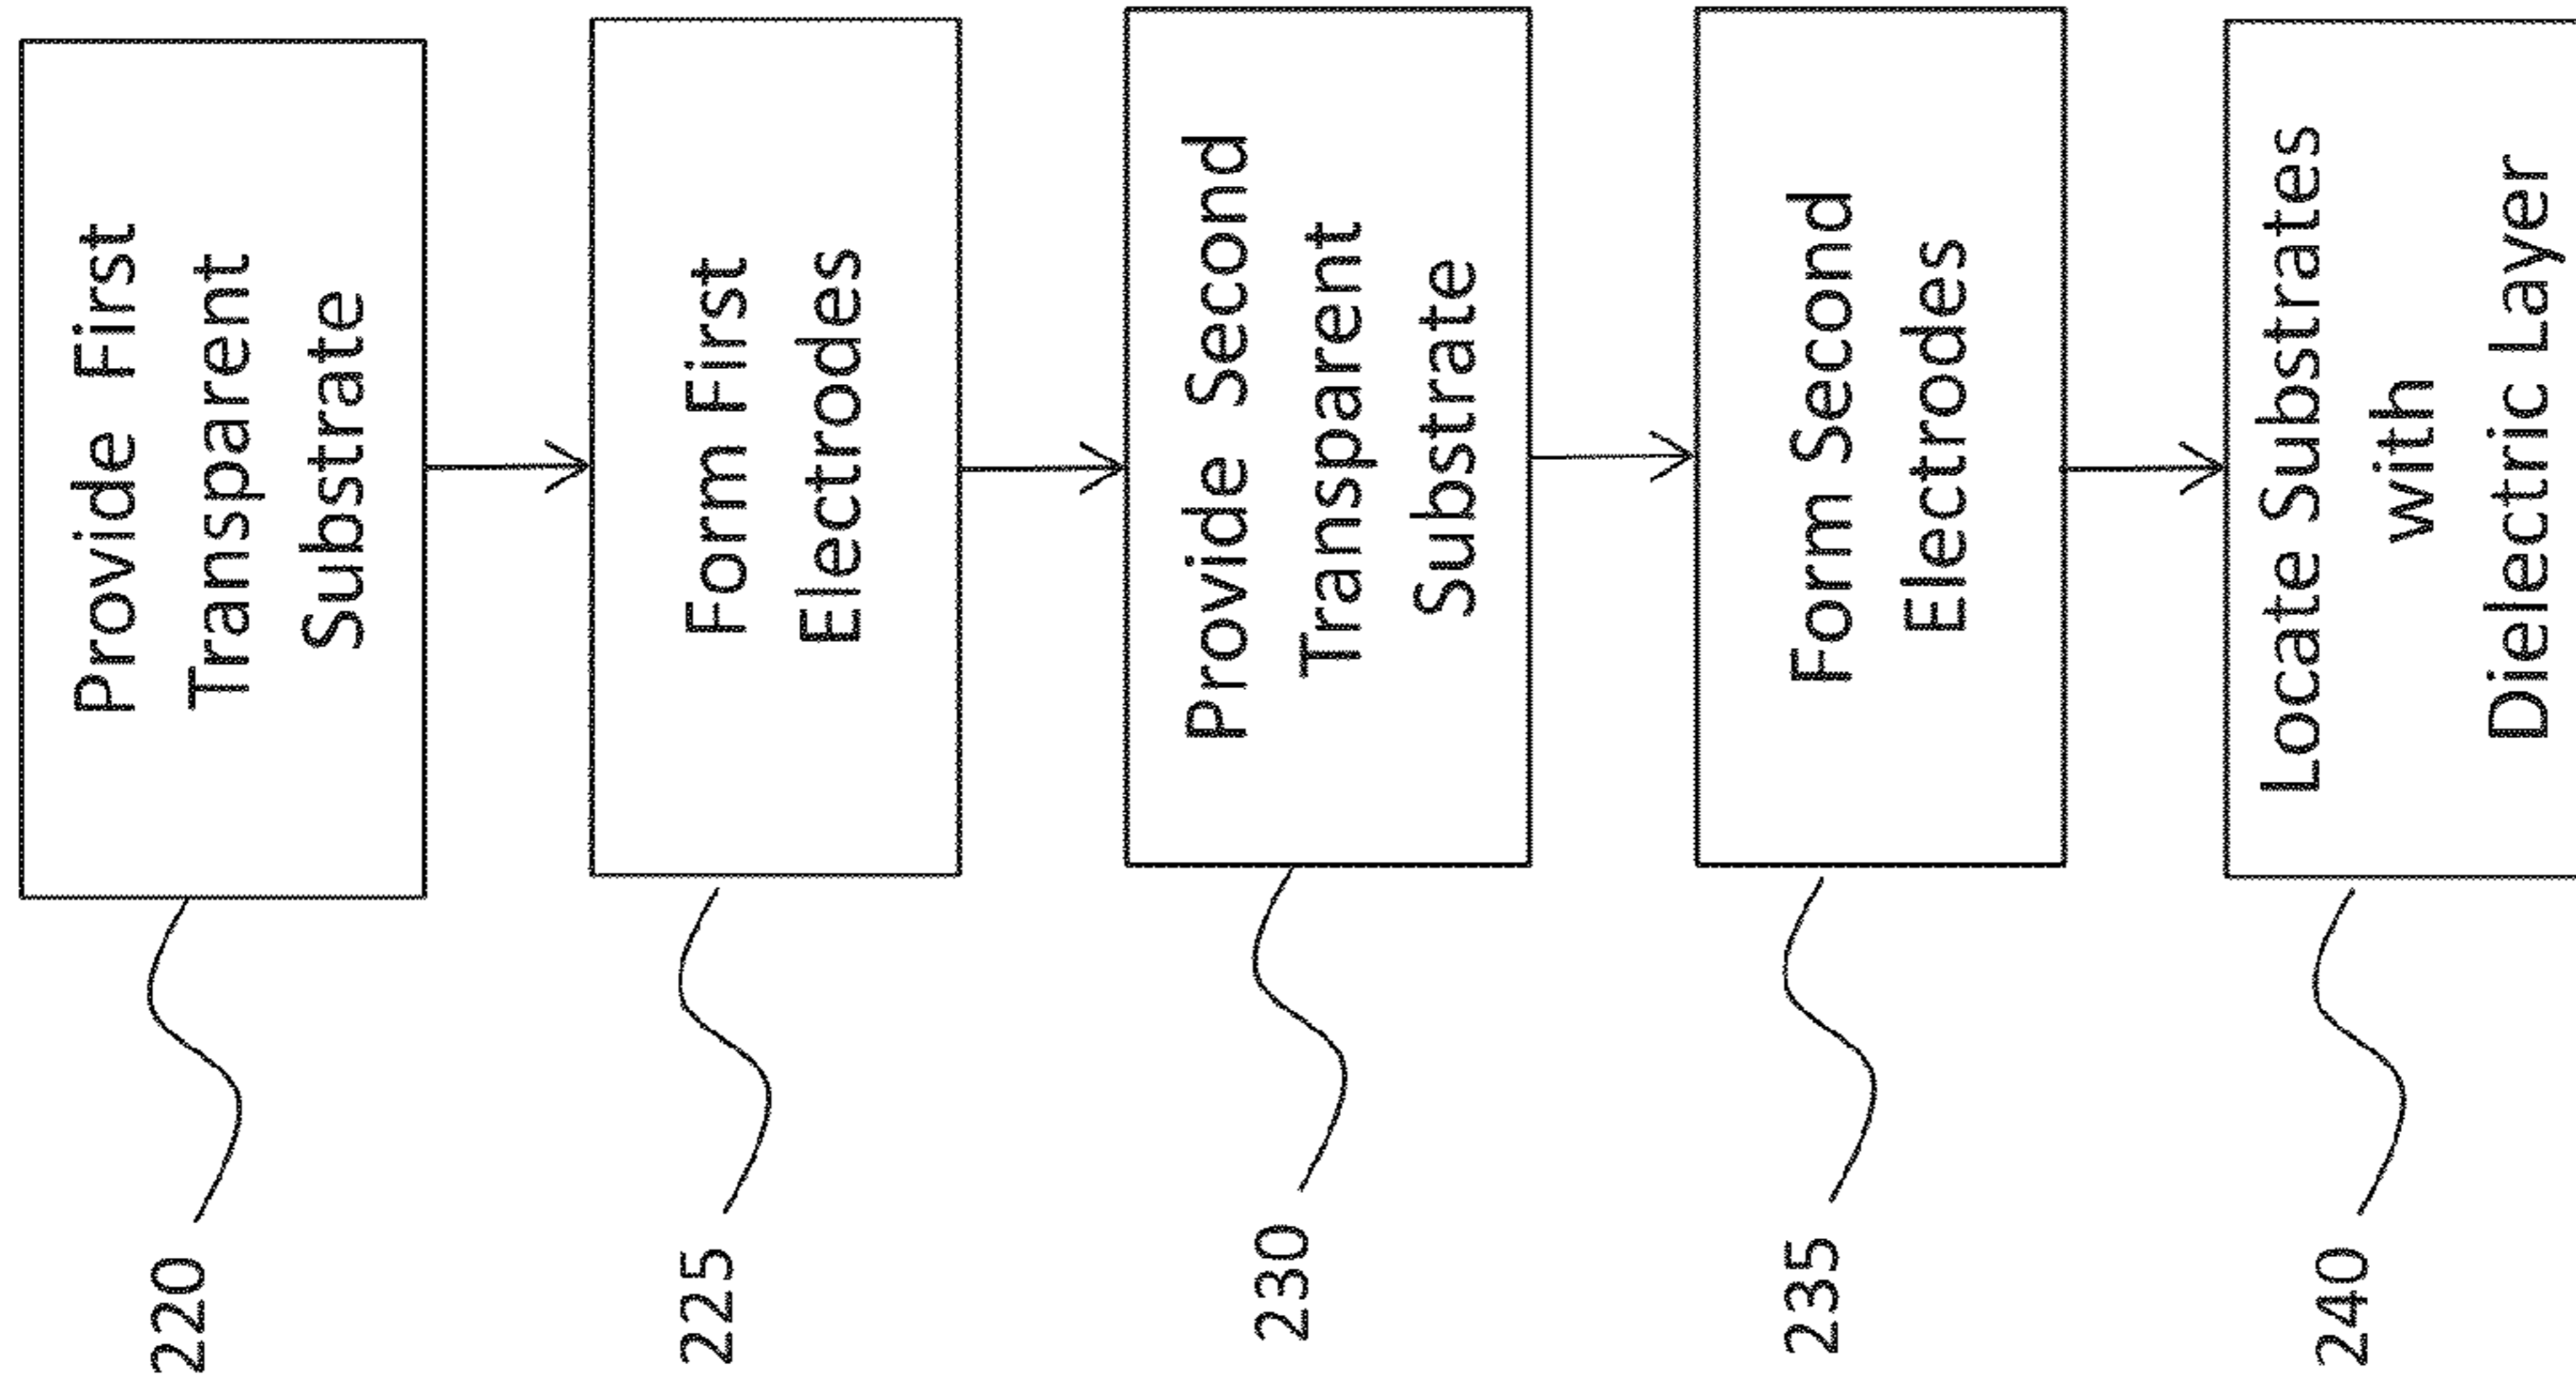 220
Provide First
Transparent
Substrate
225
Form First
Electrodes
230
Provide Second
Transparent
Substrate
235
Form Second
Electrodes
240
Locate Substrates
with
Dielectric Layer